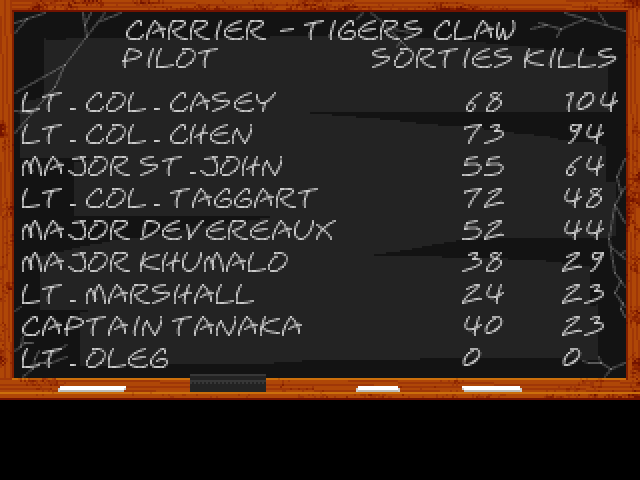 CARRIER - TIGERS CLAW
PILOT SORTIES KILLS
LT. COL. CASEY 68 104
LT. COL. CHEN 73 94
MAJOR ST. JOHN 55 64
LT. COL. TAGGART 72 48
MAJOR DEVEREAUX 52 44
MAJOR KHUMALO 38 29
LT. MARSHALL 24 23
CAPTAIN TANAKA 40 23
LT. OLEG 0 0